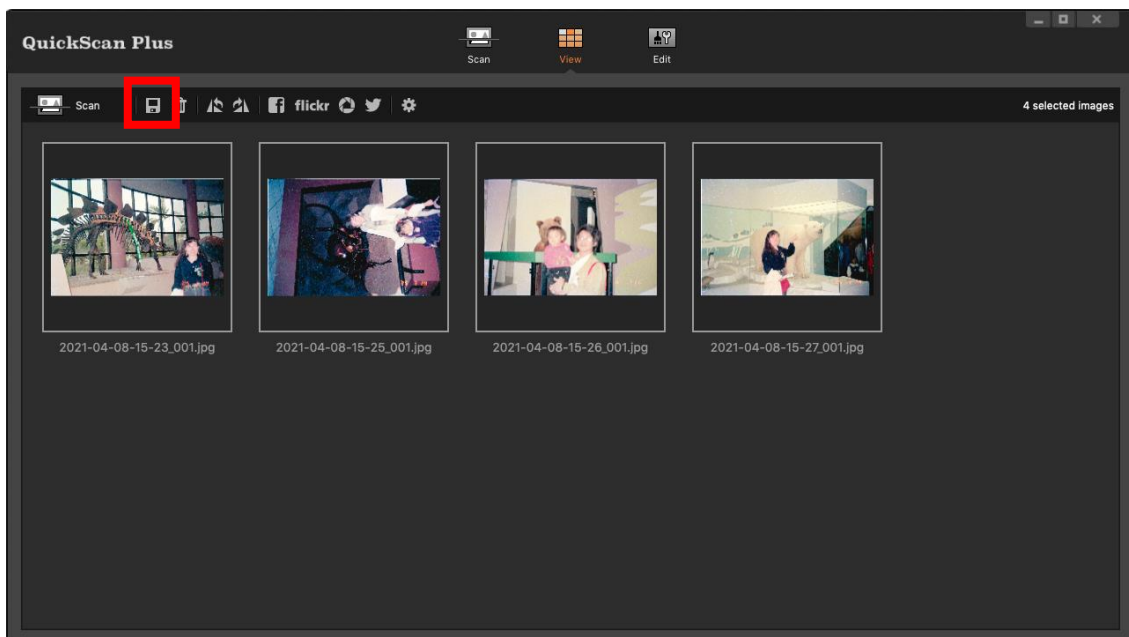 QuickScan Plus
Scan
View
Edit
Scan
flickr
4 selected images
2021-04-08-15-23_001.jpg
2021-04-08-15-25_001.jpg
2021-04-08-15-26_001.jpg
2021-04-08-15-27_001.jpg